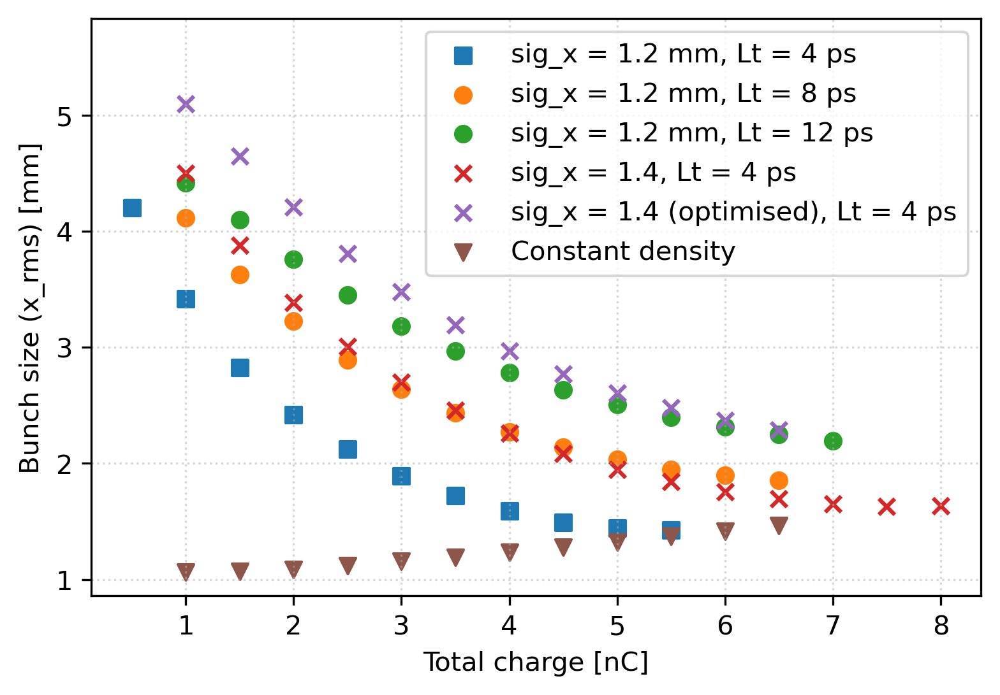 sig_x = 1.2 mm, Lt = 4 ps
sig_x = 1.2 mm, Lt = 8 ps
sig_x = 1.2 mm, Lt = 12 ps
sig_x = 1.4, Lt = 4 ps
sig_x = 1.4 (optimised), Lt = 4 ps
Constant density
Bunch size (x_rms) [mm]
5
4
3
2
1
1 2 3 4 5 6 7 8
Total charge [nC]